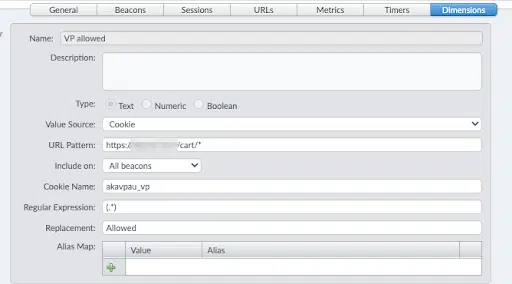 General Beacons Sessions URLs Metrics Timers Dimensions
Name: VP allowed
Description:
Type: Text Numeric Boolean
Value Source: Cookie
URL Pattern: https:/ /cart/*
Include on: All beacons
Cookie Name: akavpau_vp
Regular Expression: (.*)
Replacement: Allowed
Alias Map: Value Alias